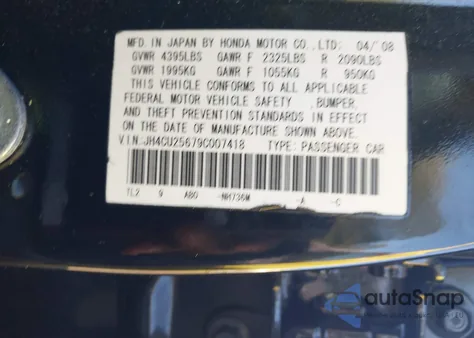 MFD. IN JAPAN BY HONDA MOTOR CO.,LTD: 04/'08
GVWR 4395LBS GAWR F 2325LBS R 2090LBS
GVWR 1995KG GAWR F 1055KG R 950KG
THIS VEHICLE CONFORMS TO ALL APPLICABLE
FEDERAL MOTOR VEHICLE SAFETY ,BUMPER,
AND THEFT PREVENTION STANDARDS IN EFFECT
ON THE DATE OF MANUFACTURE SHOWN ABOVE.
VIN:JH4CU25679C007418 TYPE: PASSENGER CAR
TL2 9 ABO -NH736M -A -C
autoSnap